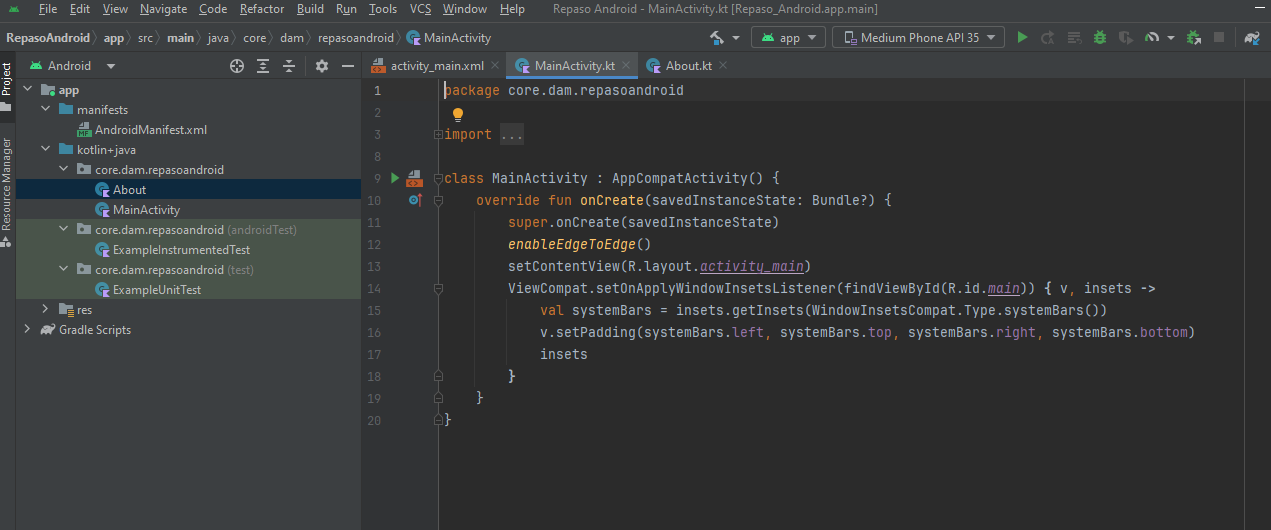 File Edit View Navigate Code Refactor Build Run Tools VCS Window Help Repaso Android - MainActivity.kt [Repaso_Android.app.main]
RepasoAndroid app src main java core dam repasoandroid MainActivity app Medium Phone API 35
Project
Resource Manager
Android
app
manifests
AndroidManifest.xml
kotlin+java
core.dam.repasoandroid
About
MainActivity
core.dam.repasoandroid (androidTest)
ExampleInstrumentedTest
core.dam.repasoandroid (test)
ExampleUnitTest
res
Gradle Scripts
activity_main.xml MainActivity.kt About.kt
1 package core.dam.repasoandroid
2
3 import ...
8
9 class MainActivity : AppCompatActivity() {
10 override fun onCreate(savedInstanceState: Bundle?) {
11 super.onCreate(savedInstanceState)
12 enableEdgeToEdge()
13 setContentView(R.layout.activity_main)
14 ViewCompat.setOnApplyWindowInsetsListener(findViewById(R.id.main)) { v, insets ->
15 val systemBars = insets.getInsets(WindowInsetsCompat.Type.systemBars())
16 v.setPadding(systemBars.left, systemBars.top, systemBars.right, systemBars.bottom)
17 insets
18 }
19 }
20 }